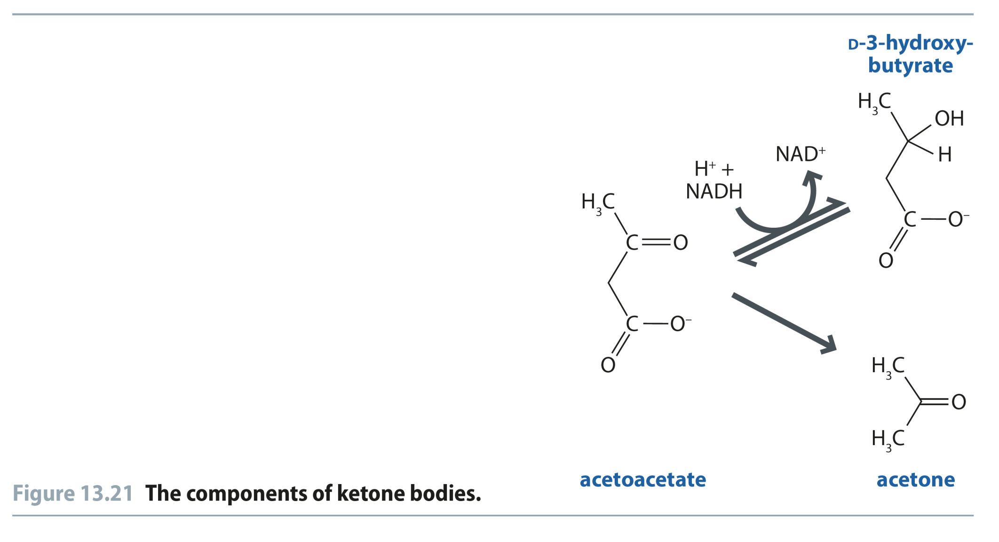 D-3-hydroxy-
butyrate
H₃C
OH
H
C—O⁻
O
NAD⁺
H⁺ +
NADH
H₃C
C=O
C—O⁻
O
H₃C
O
H₃C
acetoacetate
acetone
Figure 13.21 The components of ketone bodies.